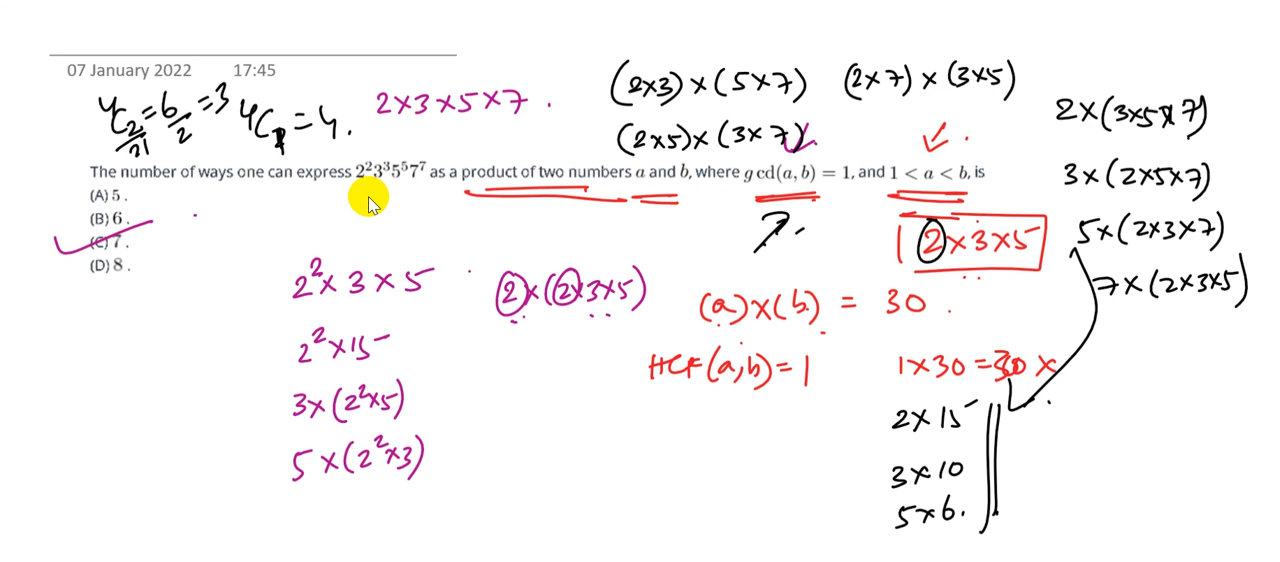 07 January 2022 17:45
4C2/2! = 6/2 = 3 4C1 = 4.
2×3×5×7.
(2×3)×(5×7) (2×7)×(3×5)
(2×5)×(3×7)
2×(3×5×7)
3×(2×5×7)
5×(2×3×7)
7×(2×3×5)
The number of ways one can express 2²3³5⁵7⁷ as a product of two numbers a and b, where gcd(a, b) = 1, and 1 < a < b, is
(A) 5.
(B) 6.
(C) 7.
(D) 8.
7.
2×3×5
2²×3×5 2×(2×3×5)
2²×15
3×(2²×5)
5×(2²×3)
(a)×(b) = 30.
HCF(a,b) = 1 1×30=30 ×
2×15
3×10
5×6.